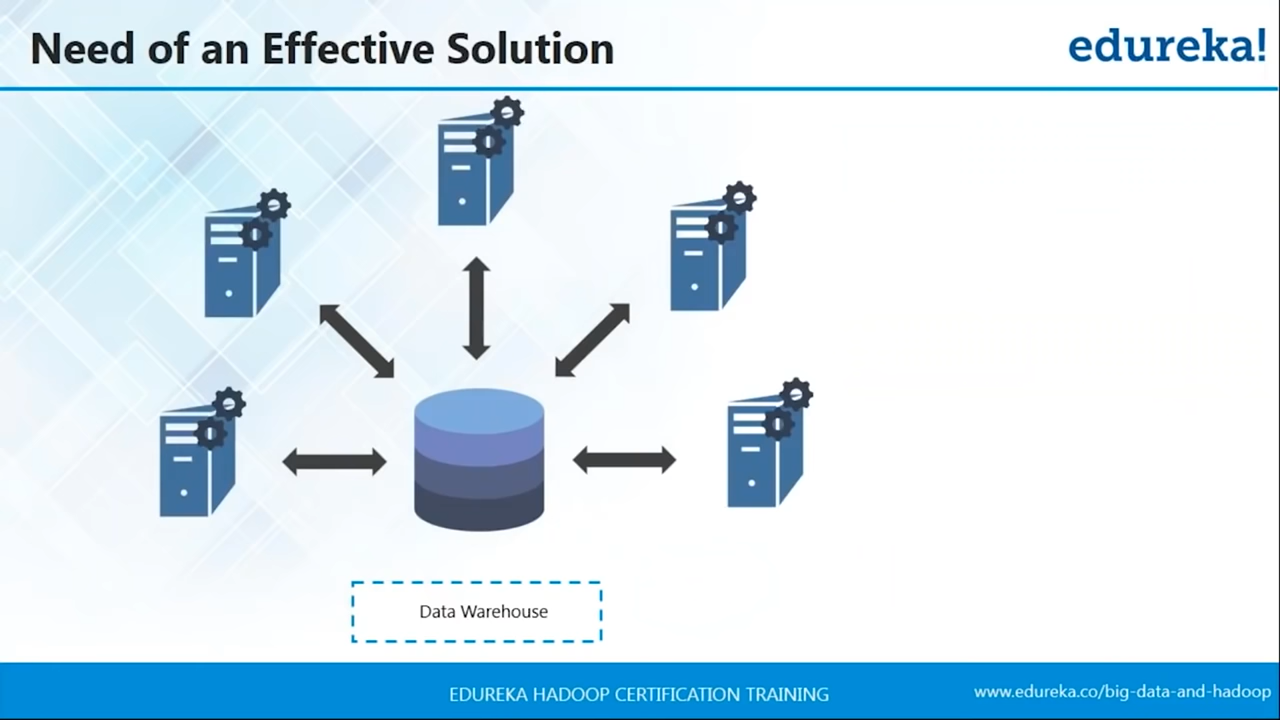 Need of an Effective Solution
edureka!
Data Warehouse
EDUREKA HADOOP CERTIFICATION TRAINING
www.edureka.co/big-data-and-hadoop